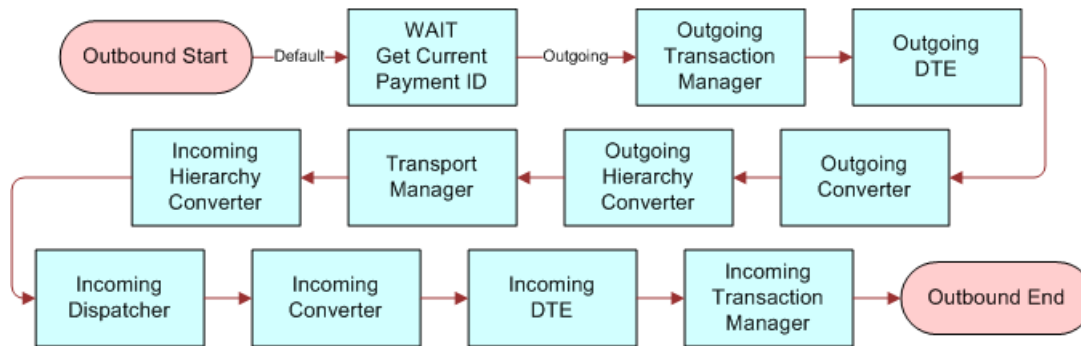 Outbound Start
Default
WAIT
Get Current
Payment ID
Outgoing
Outgoing
Transaction
Manager
Outgoing
DTE
Incoming
Hierarchy
Converter
Transport
Manager
Outgoing
Hierarchy
Converter
Outgoing
Converter
Incoming
Dispatcher
Incoming
Converter
Incoming
DTE
Incoming
Transaction
Manager
Outbound End